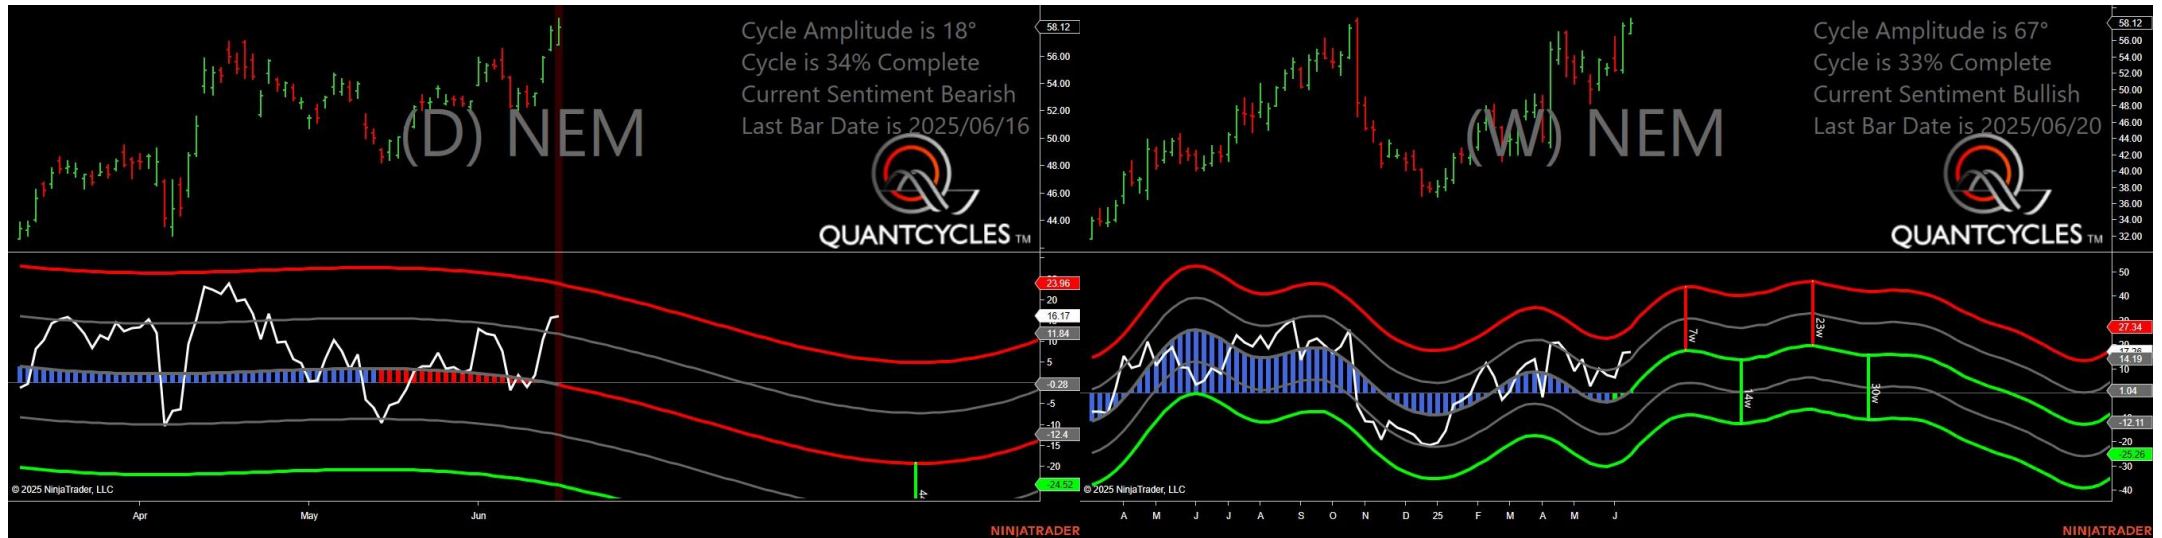 Cycle Amplitude is 18°
Cycle is 34% Complete
Current Sentiment Bearish
Last Bar Date is 2025/06/16
(D) NEM
QUANTCYCLES TM
58.12
56.00
54.00
52.00
50.00
48.00
46.00
44.00
23.96
20
16.17
11.84
10
5
-0.28
-5
-10
-12.4
-15
-20
-24.52
© 2025 NinjaTrader, LLC
Apr May Jun
NINJATRADER
Cycle Amplitude is 67°
Cycle is 33% Complete
Current Sentiment Bullish
Last Bar Date is 2025/06/20
(W) NEM
QUANTCYCLES TM
58.12
56.00
54.00
52.00
50.00
48.00
46.00
44.00
42.00
40.00
38.00
36.00
34.00
32.00
50
40
27.34
14.19
10
1.04
-12.11
-20
-25.26
-30
-40
7w
23w
14w
30w
© 2025 NinjaTrader, LLC
A M J J A S O N D 25 F M A M J
NINJATRADER